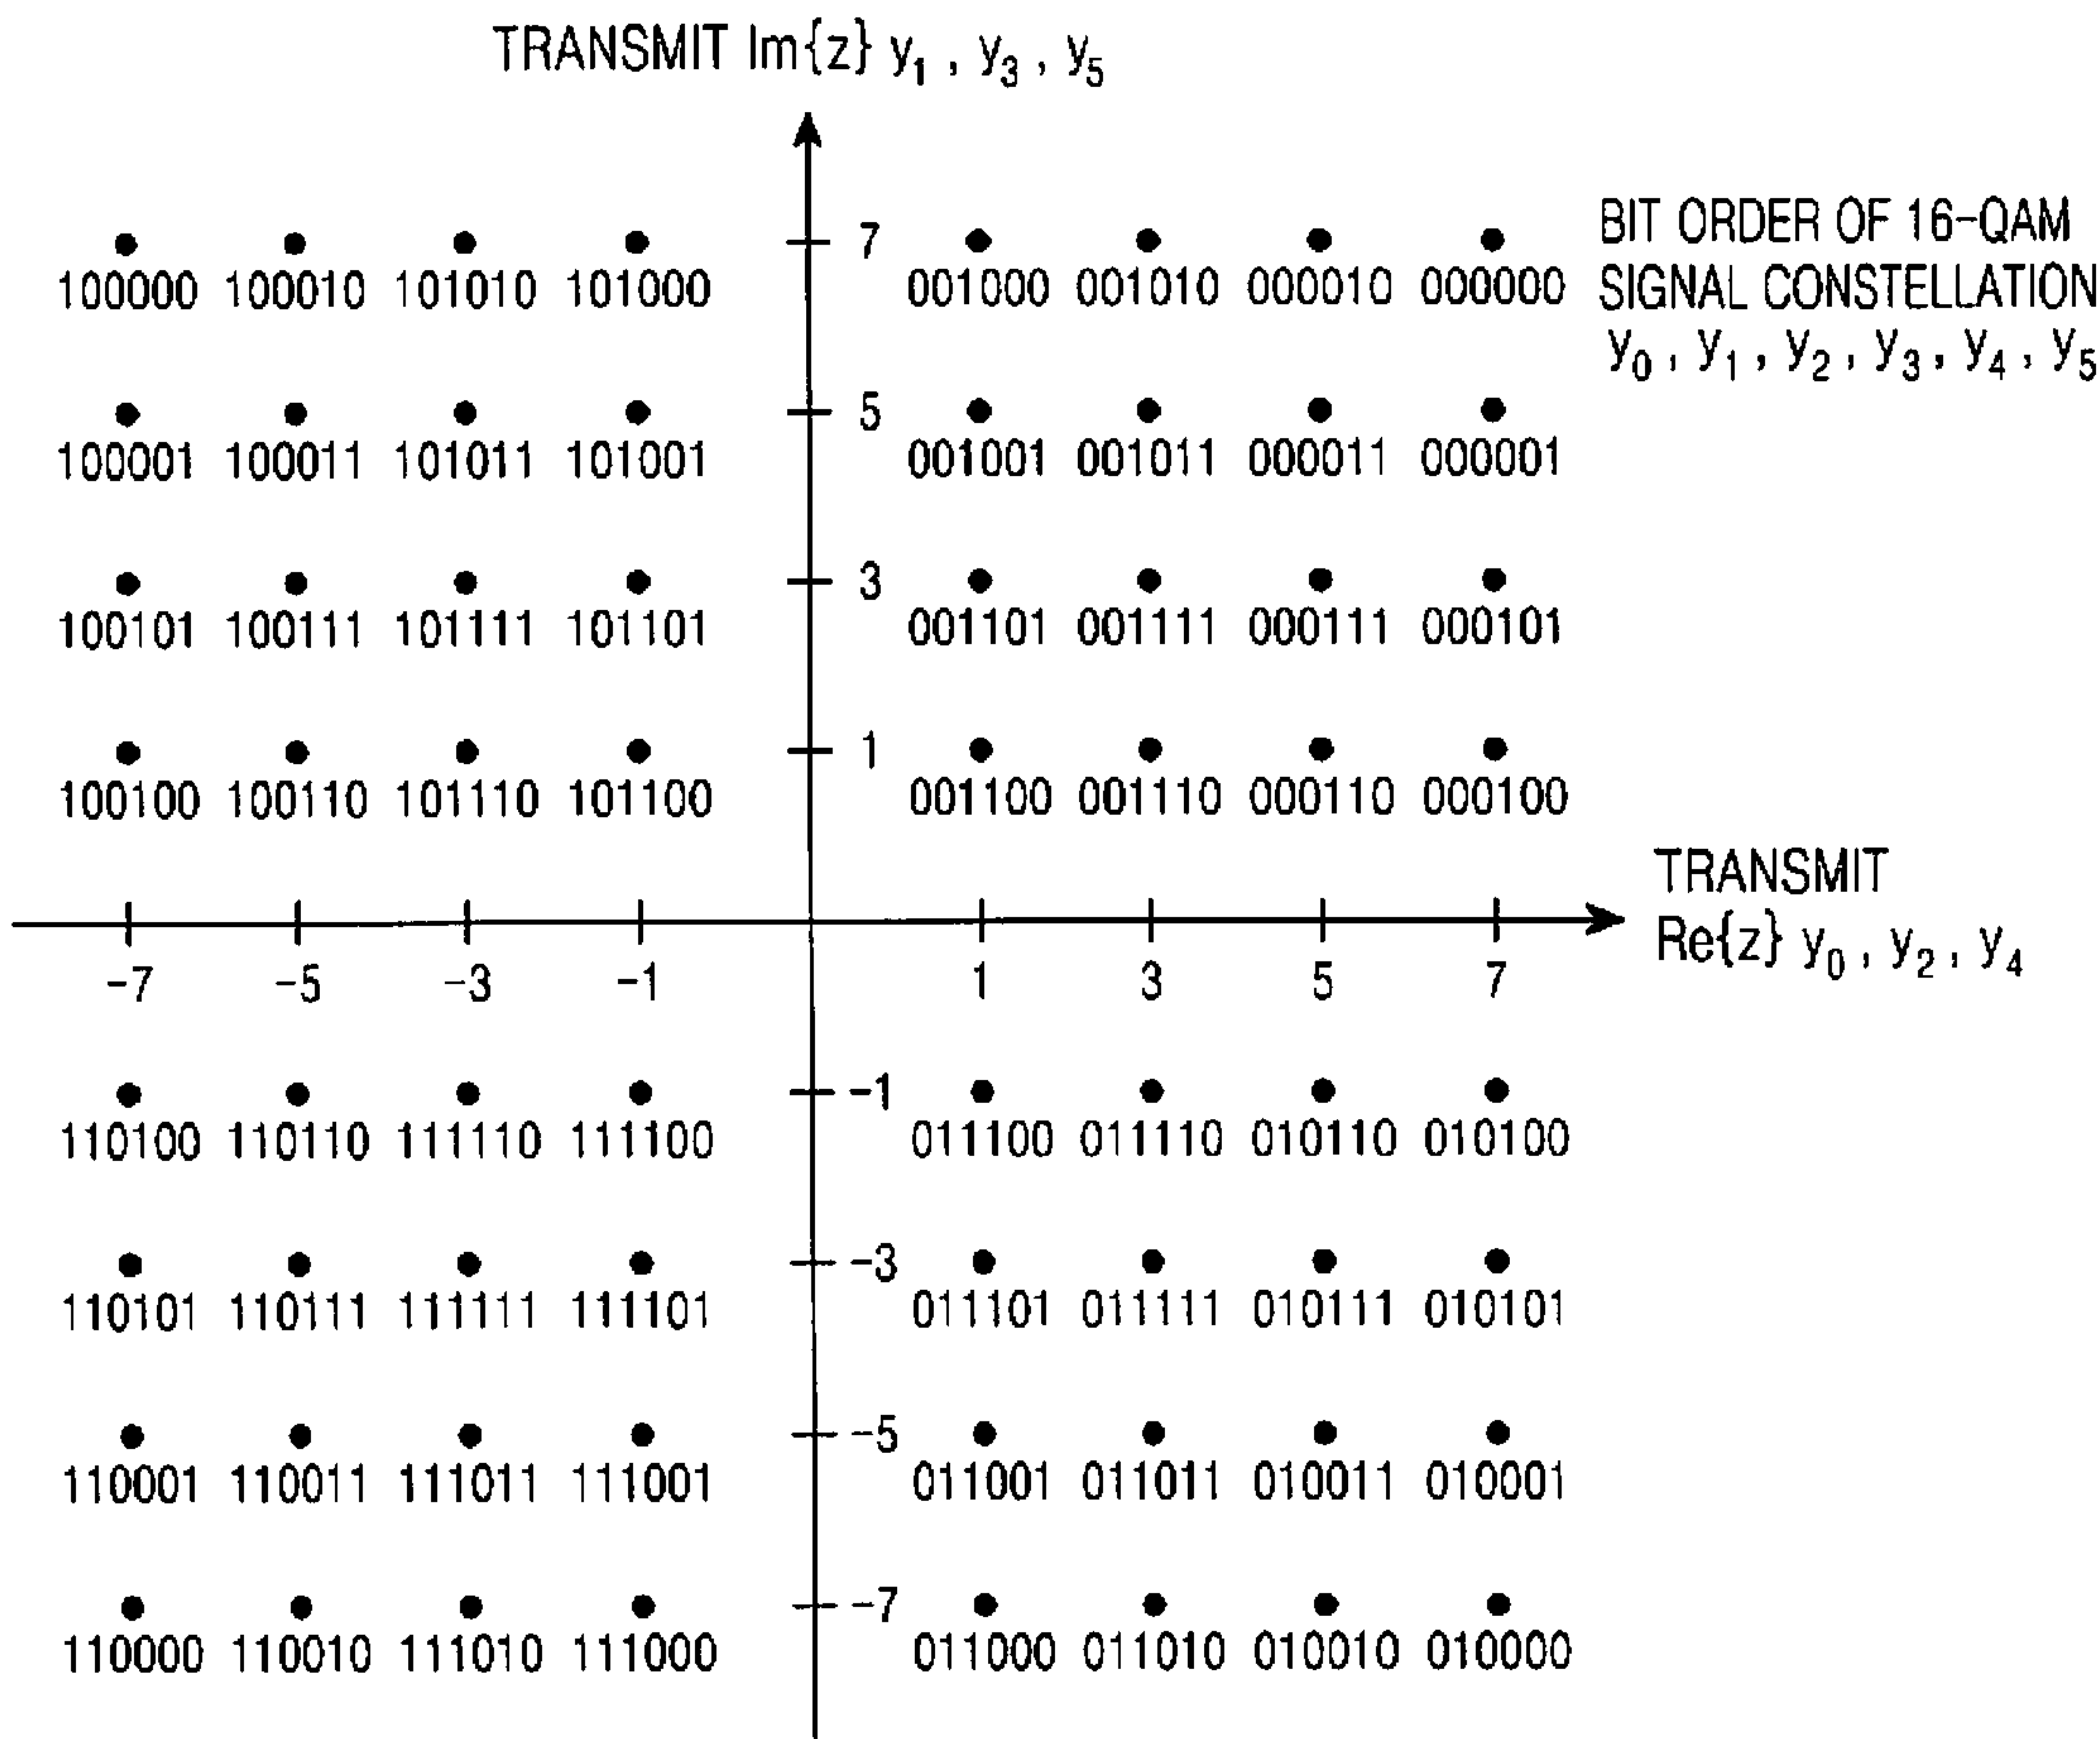 TRANSMIT Im{z} y1 , y3 , y5
BIT ORDER OF 16-QAM
SIGNAL CONSTELLATION
y0 , y1 , y2 , y3 , y4 , y5
7
100000 100010 101010 101000 001000 001010 000010 000000
5
100001 100011 101011 101001 001001 001011 000011 000001
3
100101 100111 101111 101101 001101 001111 000111 000101
1
100100 100110 101110 101100 001100 001110 000110 000100
TRANSMIT
Re{z} y0 , y2 , y4
-7 -5 -3 -1 1 3 5 7
-1
110100 110110 111110 111100 011100 011110 010110 010100
-3
110101 110111 111111 111101 011101 011111 010111 010101
-5
110001 110011 111011 111001 011001 011011 010011 010001
-7
110000 110010 111010 111000 011000 011010 010010 010000